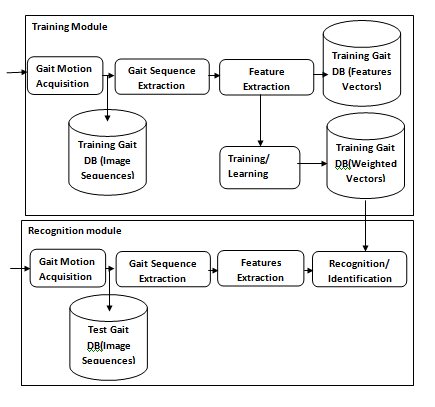 Training Module
Gait Motion
Acquisition
Gait Sequence
Extraction
Feature
Extraction
Training Gait
DB (Features
Vectors)
Training Gait
DB (Image
Sequences)
Training/
Learning
Training Gait
DB(Weighted
Vectors)
Recognition module
Gait Motion
Acquisition
Gait Sequence
Extraction
Features
Extraction
Recognition/
Identification
Test Gait
DB(Image
Sequences)